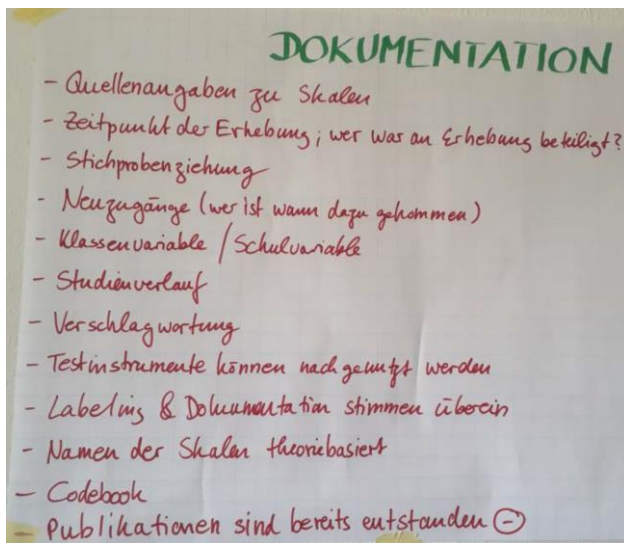 DOKUMENTATION
- Quellenangaben zu Skalen
- Zeitpunkt der Erhebung; wer war an Erhebung beteiligt?
- Stichprobenziehung
- Neuzugänge (wer ist wann dazu gekommen)
- Klassenvariable / Schulvariable
- Studienverlauf
- Verschlagwortung
- Testinstrumente können nachgenutzt werden
- Labeling & Dokumentation stimmen überein
- Namen der Skalen theoriebasiert
- Codebook
- Publikationen sind bereits entstanden ⊖